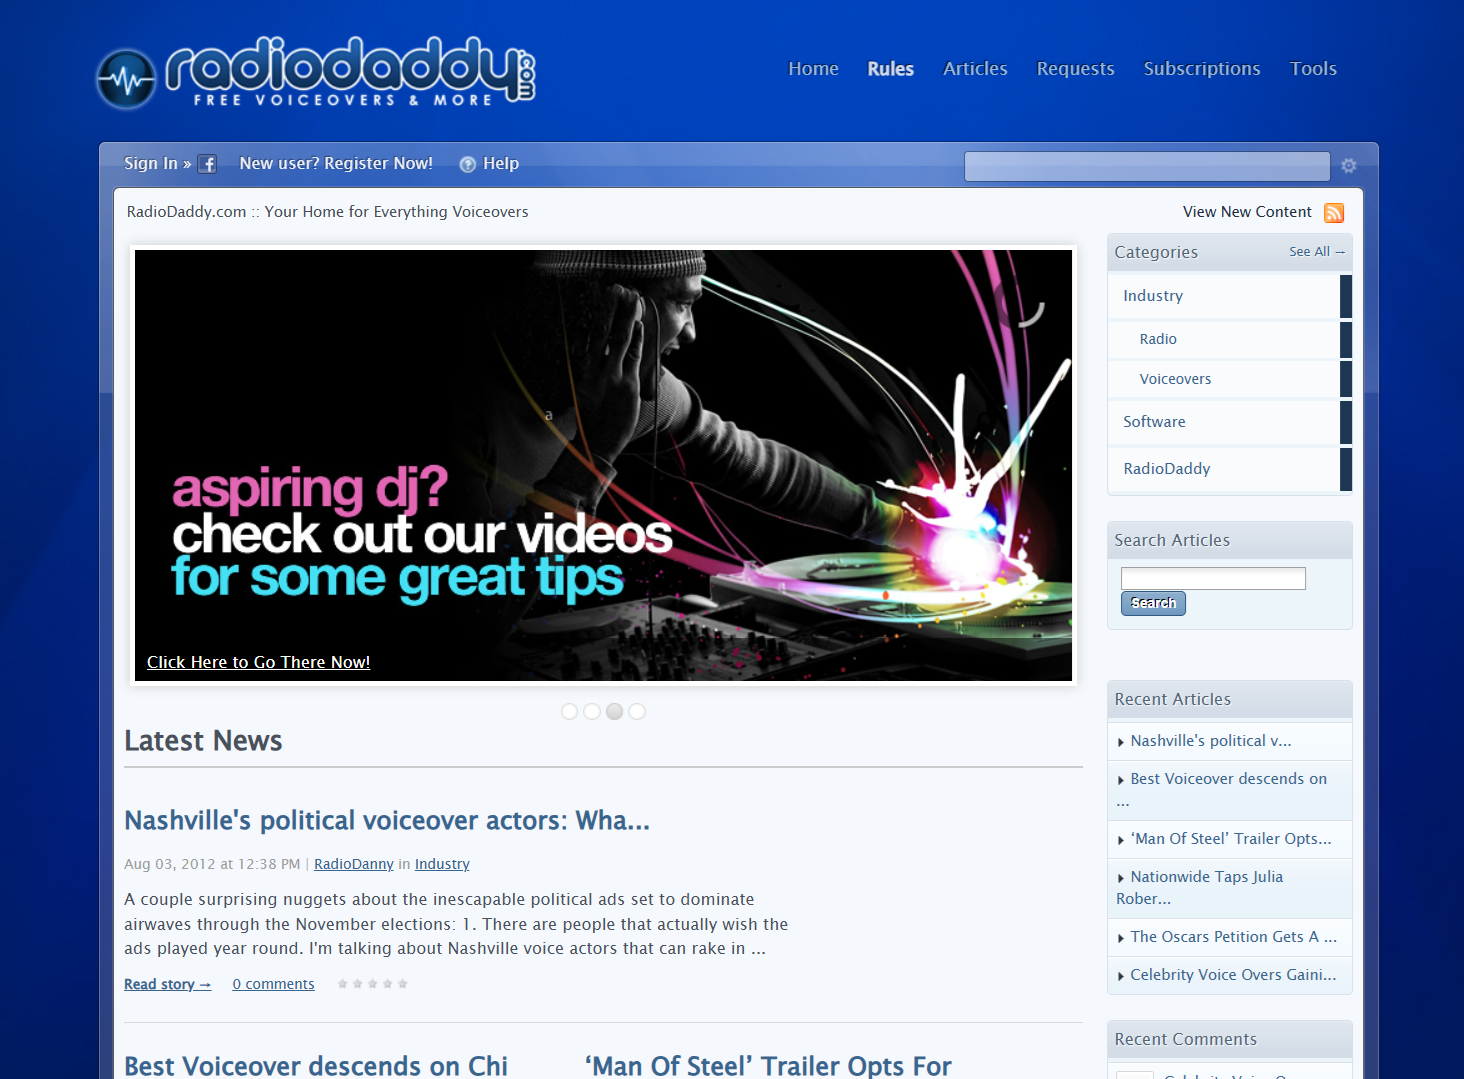 radiodaddy.com
FREE VOICEOVERS & MORE
Home Rules Articles Requests Subscriptions Tools
Sign In » New user? Register Now! Help
RadioDaddy.com :: Your Home for Everything Voiceovers
View New Content
a
aspiring dj?
check out our videos
for some great tips
Click Here to Go There Now!
Latest News
Nashville's political voiceover actors: Wha...
Aug 03, 2012 at 12:38 PM | RadioDanny in Industry
A couple surprising nuggets about the inescapable political ads set to dominate
airwaves through the November elections: 1. There are people that actually wish the
ads played year round. I'm talking about Nashville voice actors that can rake in ...
Read story → 0 comments
Best Voiceover descends on Chi
‘Man Of Steel’ Trailer Opts For
Categories See All →
Industry
Radio
Voiceovers
Software
RadioDaddy
Search Articles
Search
Recent Articles
Nashville's political v...
Best Voiceover descends on
...
‘Man Of Steel’ Trailer Opts...
Nationwide Taps Julia
Rober...
The Oscars Petition Gets A ...
Celebrity Voice Overs Gaini...
Recent Comments